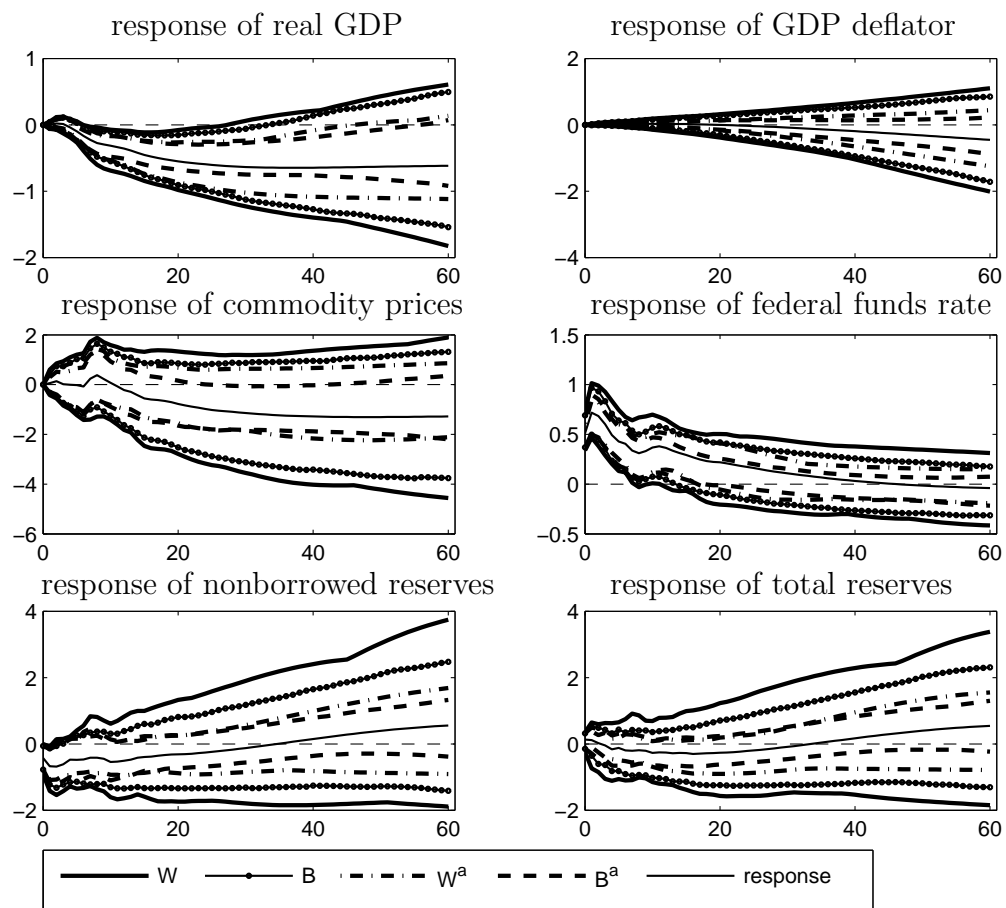 response of real GDP
1
0
−1
−2
0 20 40 60
response of GDP deflator
2
0
−2
−4
0 20 40 60
response of commodity prices
2
0
−2
−4
−6
0 20 40 60
response of federal funds rate
1.5
1
0.5
0
−0.5
0 20 40 60
response of nonborrowed reserves
4
2
0
−2
0 20 40 60
response of total reserves
4
2
0
−2
0 20 40 60
W B Wᵃ Bᵃ response